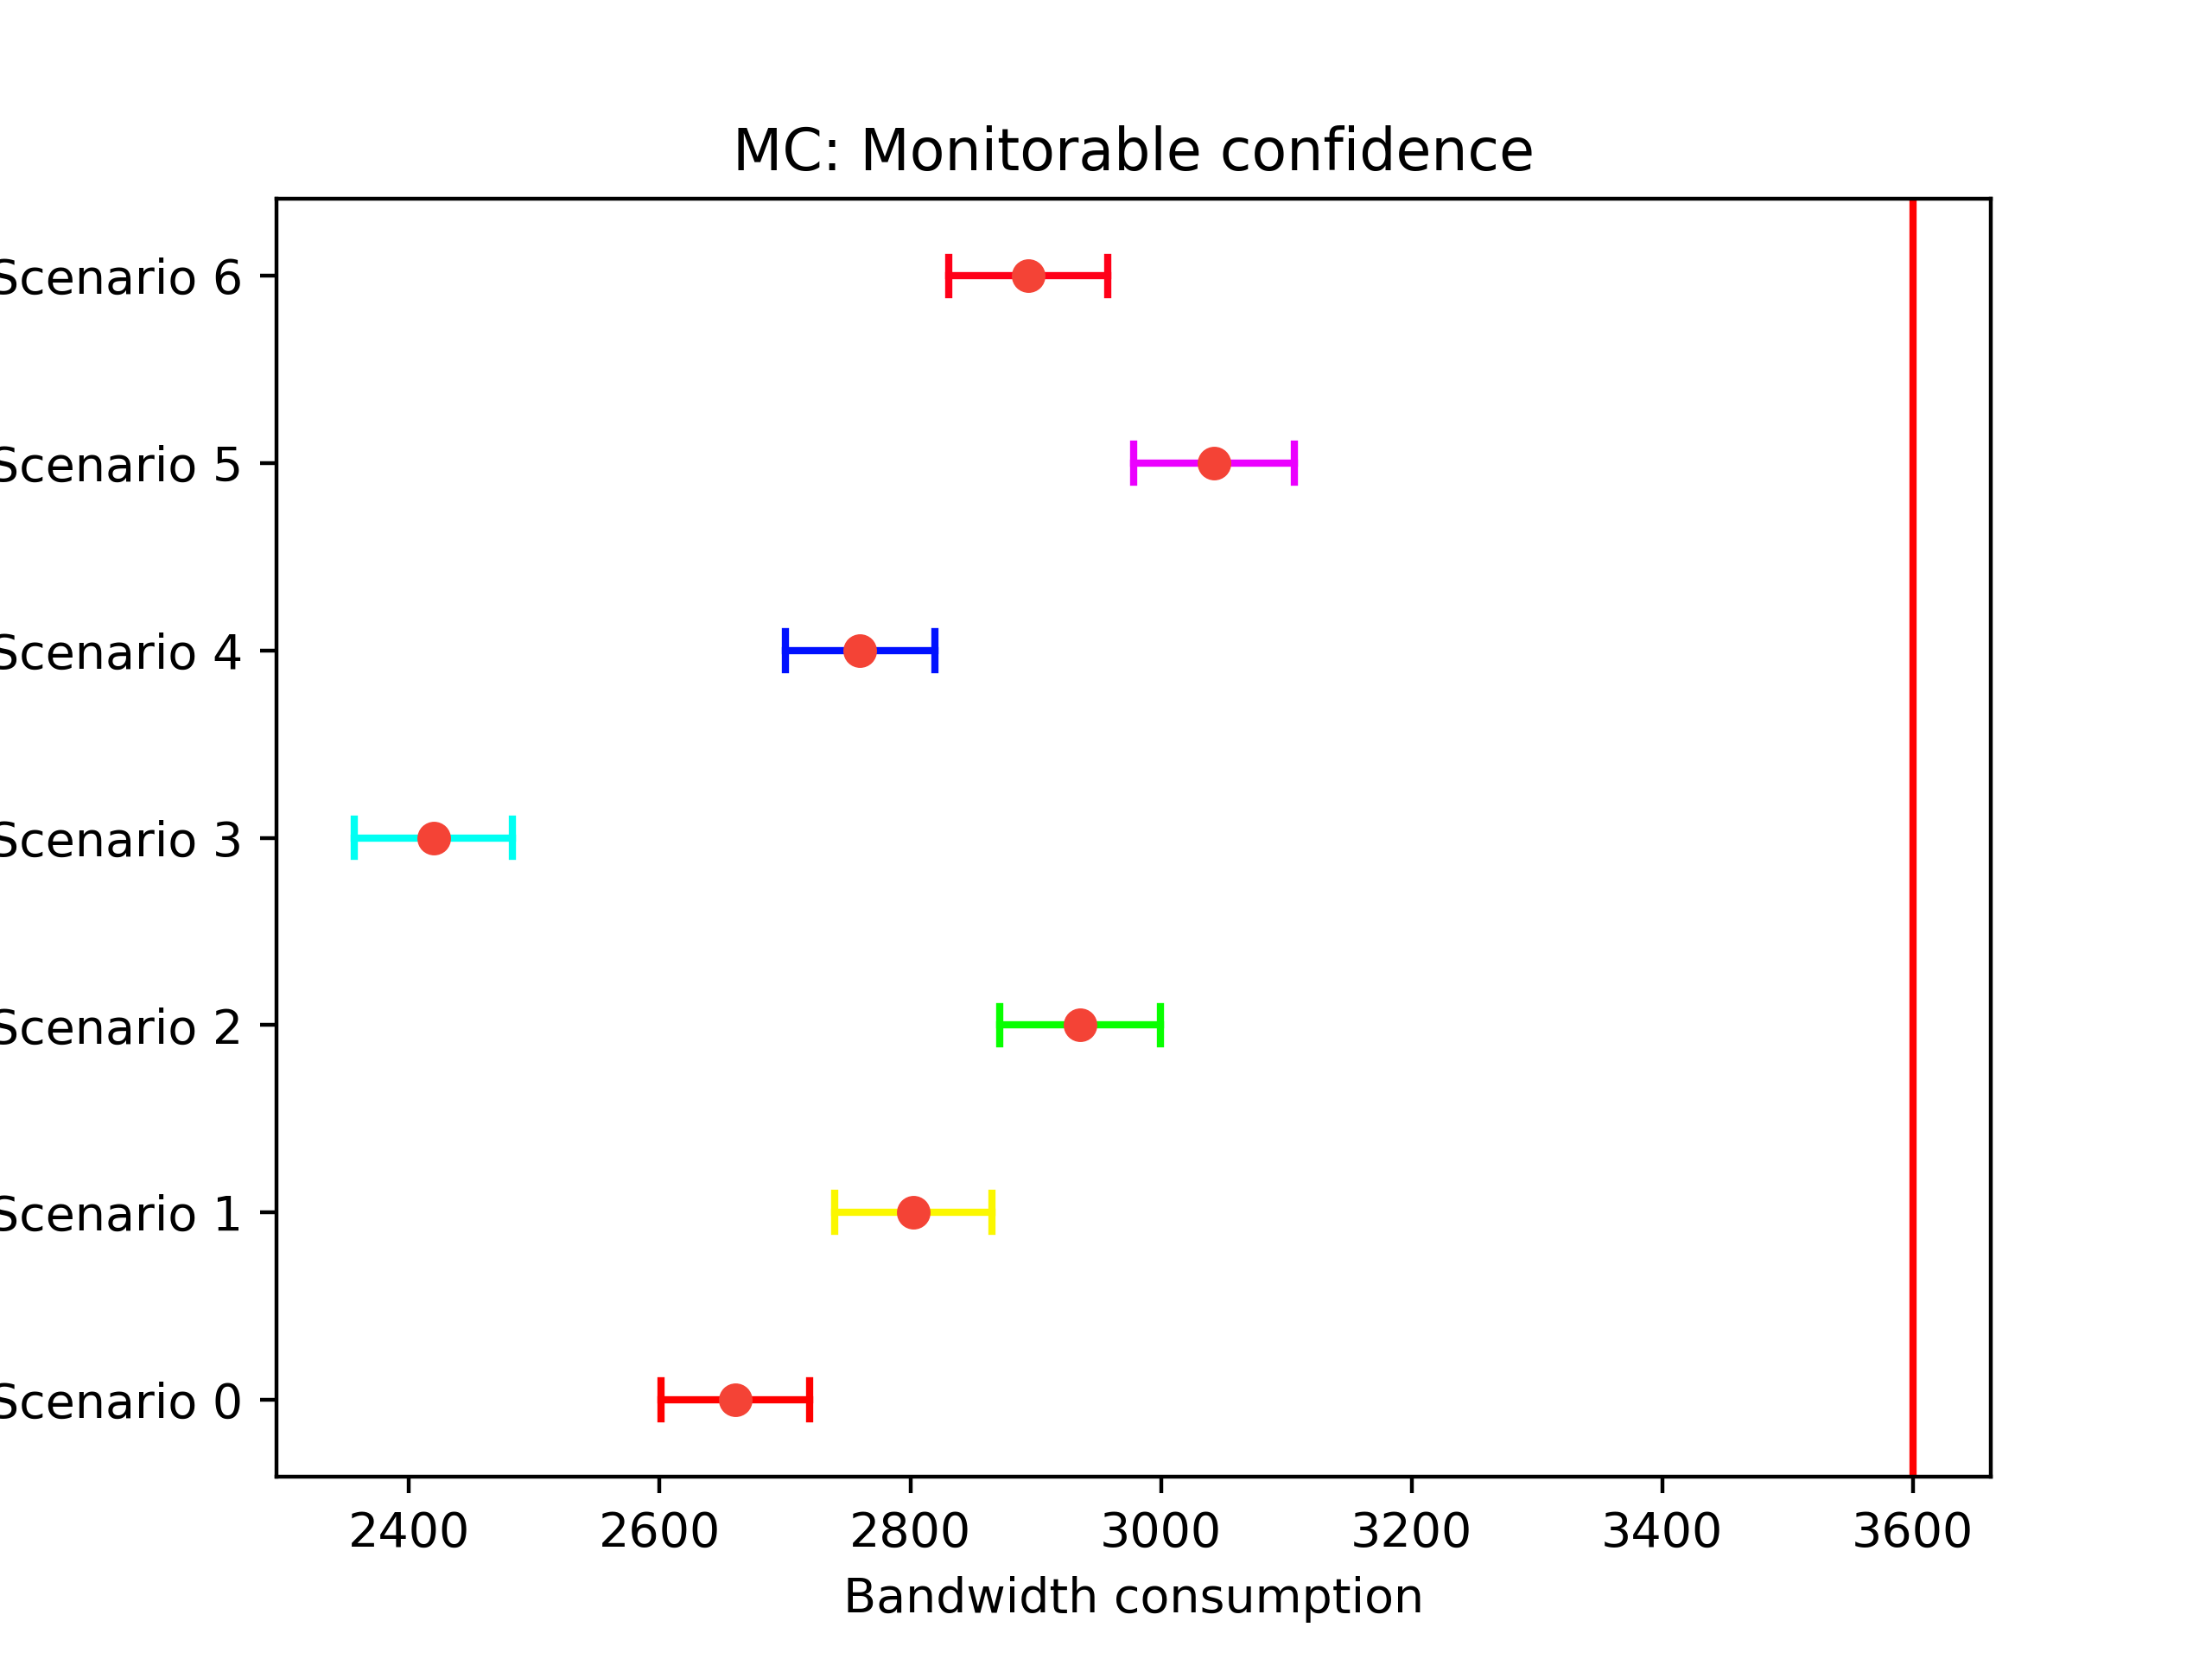 MC: Monitorable confidence
Scenario 6
Scenario 5
Scenario 4
Scenario 3
Scenario 2
Scenario 1
Scenario 0
2400 2600 2800 3000 3200 3400 3600
Bandwidth consumption